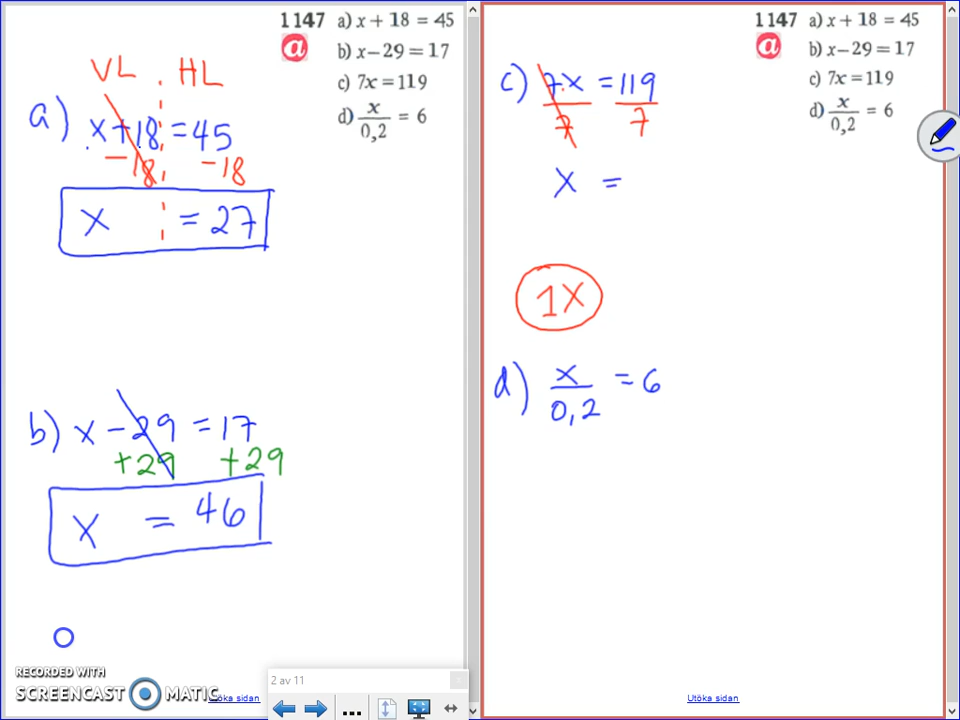 1147 a) x + 18 = 45
b) x – 29 = 17
c) 7x = 119
d) x/0,2 = 6
a
VL HL
a) x + 18 = 45
– 18 – 18
x = 27
b) x – 29 = 17
+29 +29
x = 46
RECORDED WITH
SCREENCAST MATIC
Utöka sidan
2 av 11
...
1147 a) x + 18 = 45
b) x – 29 = 17
c) 7x = 119
d) x/0,2 = 6
a
c) 7·x = 119
7 7
x =
1x
d) x/0,2 = 6
Utöka sidan